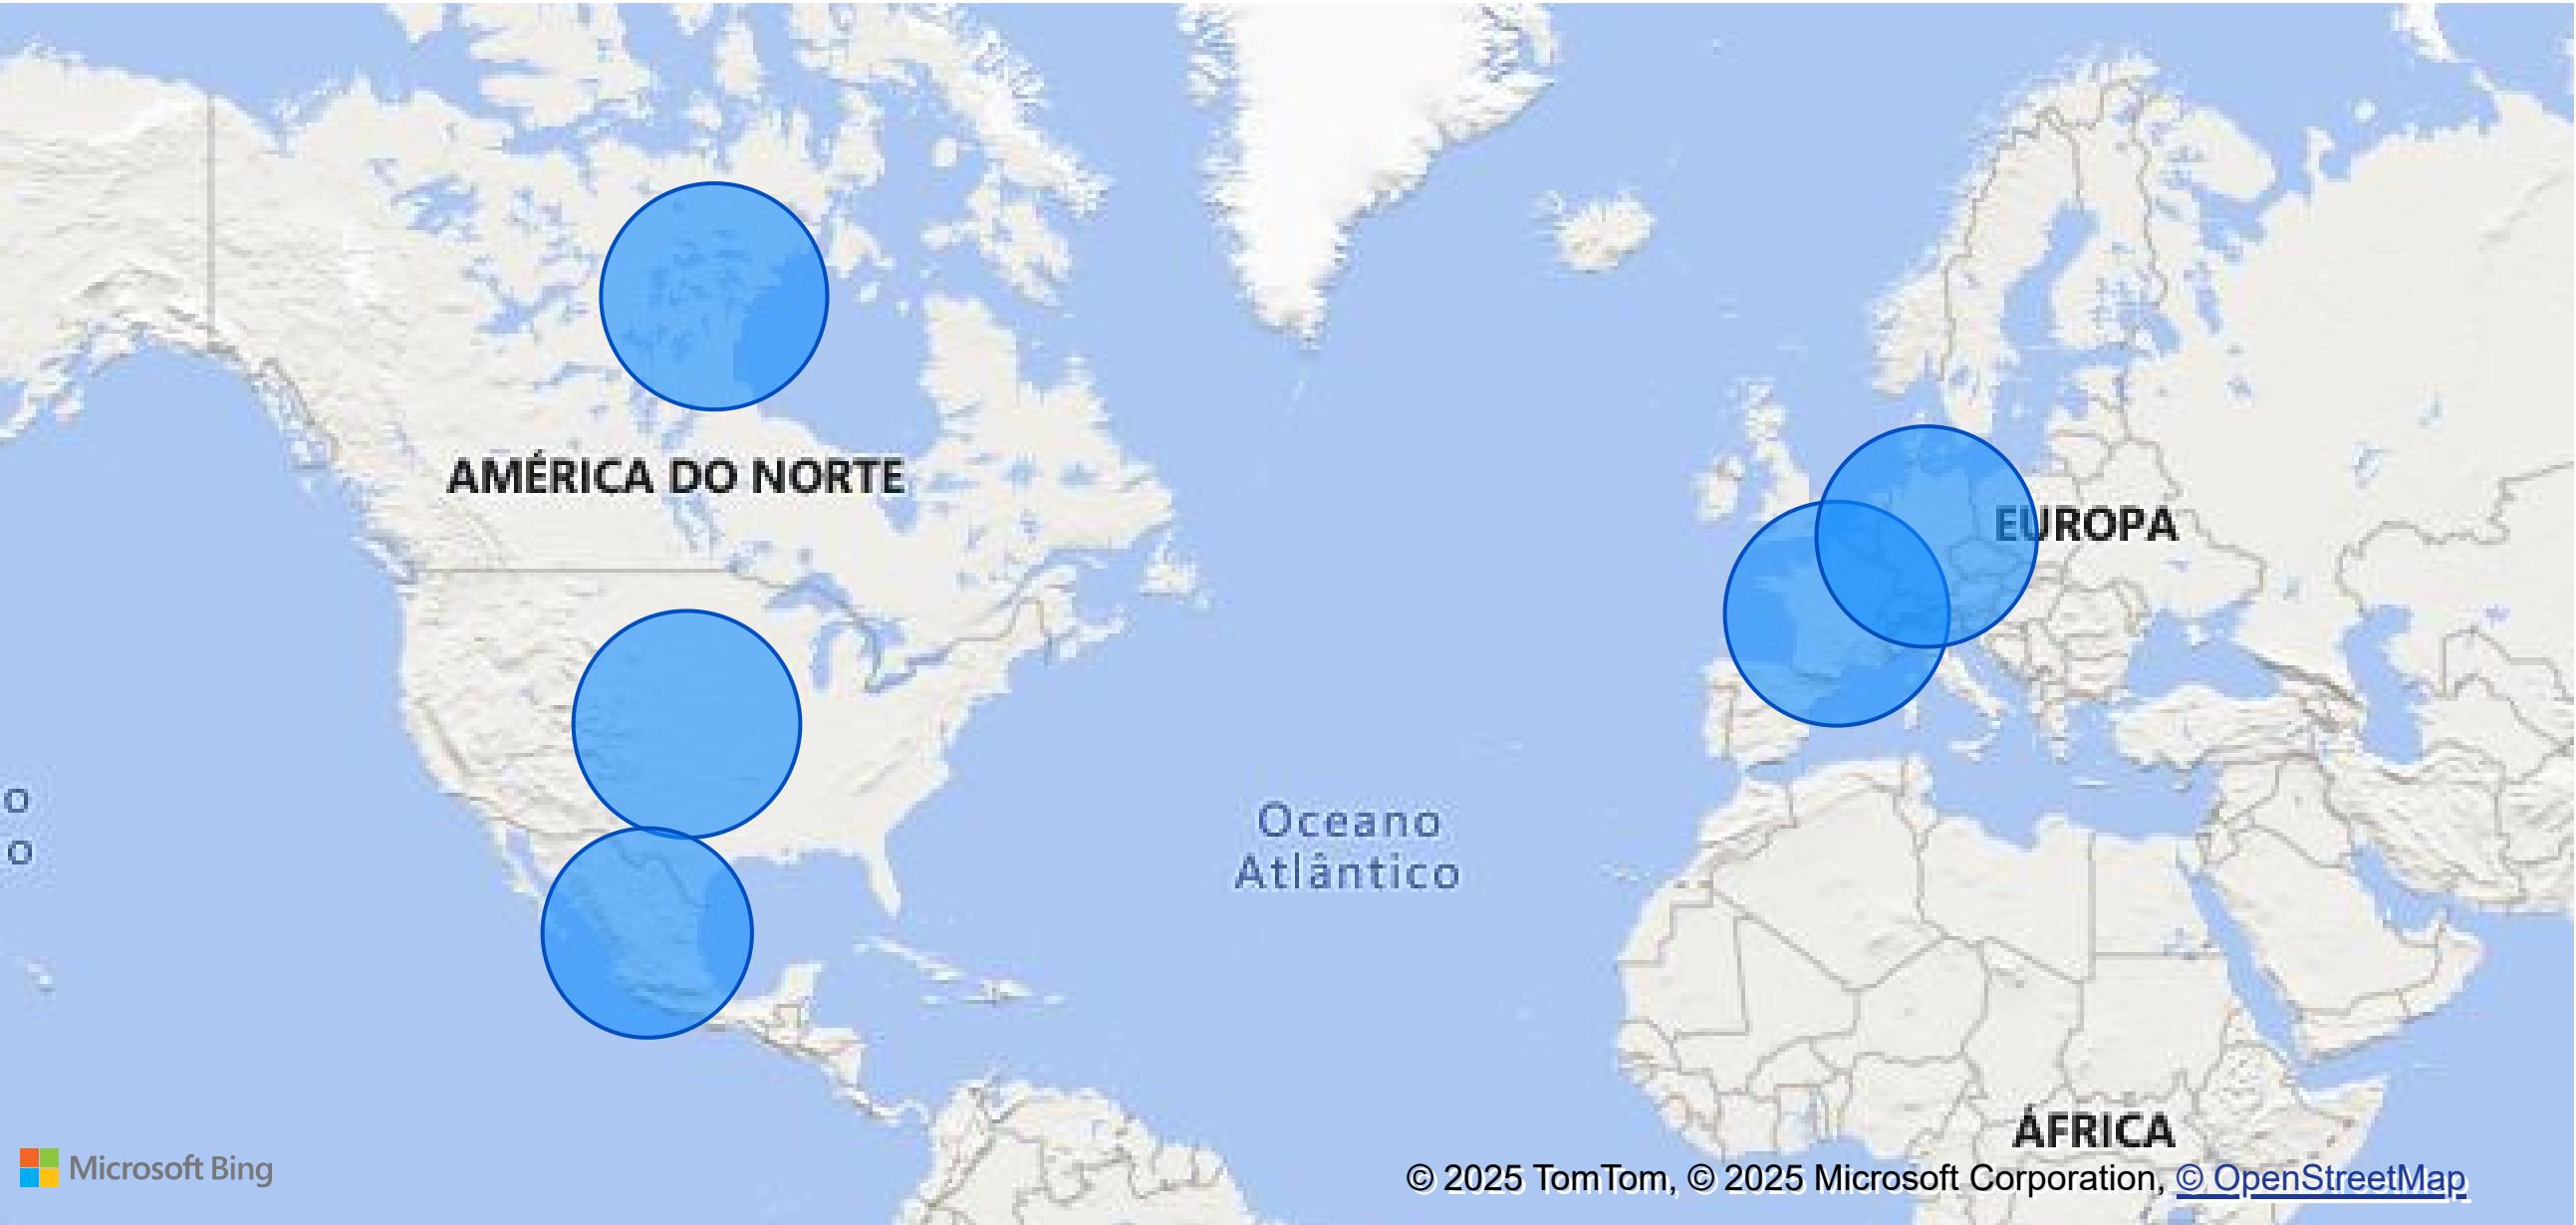 AMÉRICA DO NORTE
EUROPA
O
O
Oceano
Atlântico
ÁFRICA
Microsoft Bing
© 2025 TomTom, © 2025 Microsoft Corporation, © OpenStreetMap